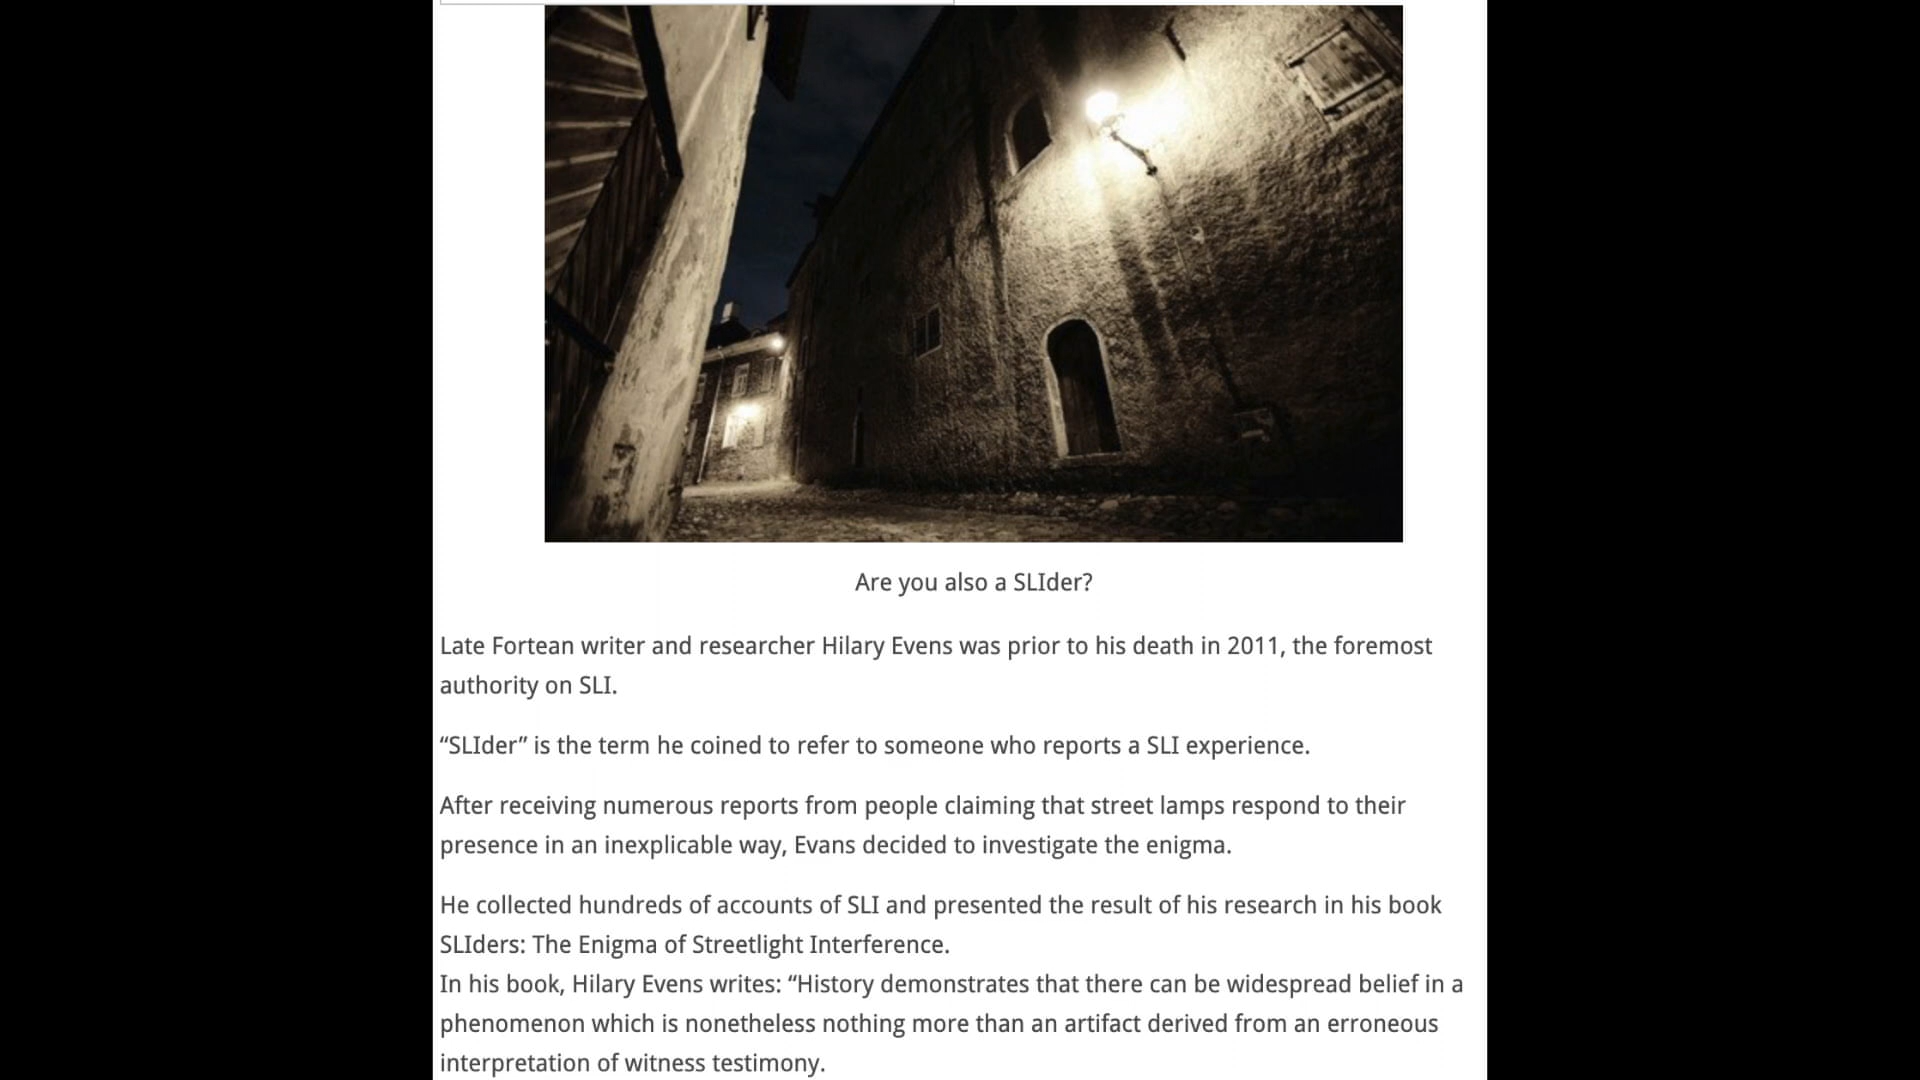 Are you also a SLIder?
Late Fortean writer and researcher Hilary Evens was prior to his death in 2011, the foremost
authority on SLI.
“SLIder” is the term he coined to refer to someone who reports a SLI experience.
After receiving numerous reports from people claiming that street lamps respond to their
presence in an inexplicable way, Evans decided to investigate the enigma.
He collected hundreds of accounts of SLI and presented the result of his research in his book
SLIders: The Enigma of Streetlight Interference.
In his book, Hilary Evens writes: “History demonstrates that there can be widespread belief in a
phenomenon which is nonetheless nothing more than an artifact derived from an erroneous
interpretation of witness testimony.